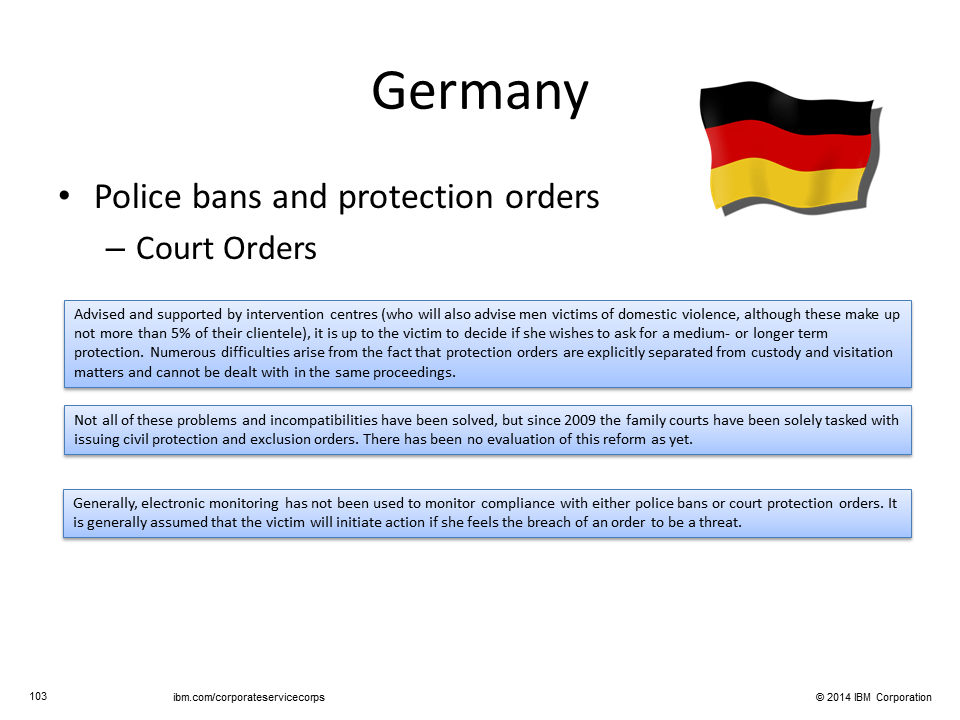 Germany
• Police bans and protection orders
– Court Orders
Advised and supported by intervention centres (who will also advise men victims of domestic violence, although these make up
not more than 5% of their clientele), it is up to the victim to decide if she wishes to ask for a medium- or longer term
protection. Numerous difficulties arise from the fact that protection orders are explicitly separated from custody and visitation
matters and cannot be dealt with in the same proceedings.
Not all of these problems and incompatibilities have been solved, but since 2009 the family courts have been solely tasked with
issuing civil protection and exclusion orders. There has been no evaluation of this reform as yet.
Generally, electronic monitoring has not been used to monitor compliance with either police bans or court protection orders. It
is generally assumed that the victim will initiate action if she feels the breach of an order to be a threat.
103
ibm.com/corporateservicecorps
© 2014 IBM Corporation